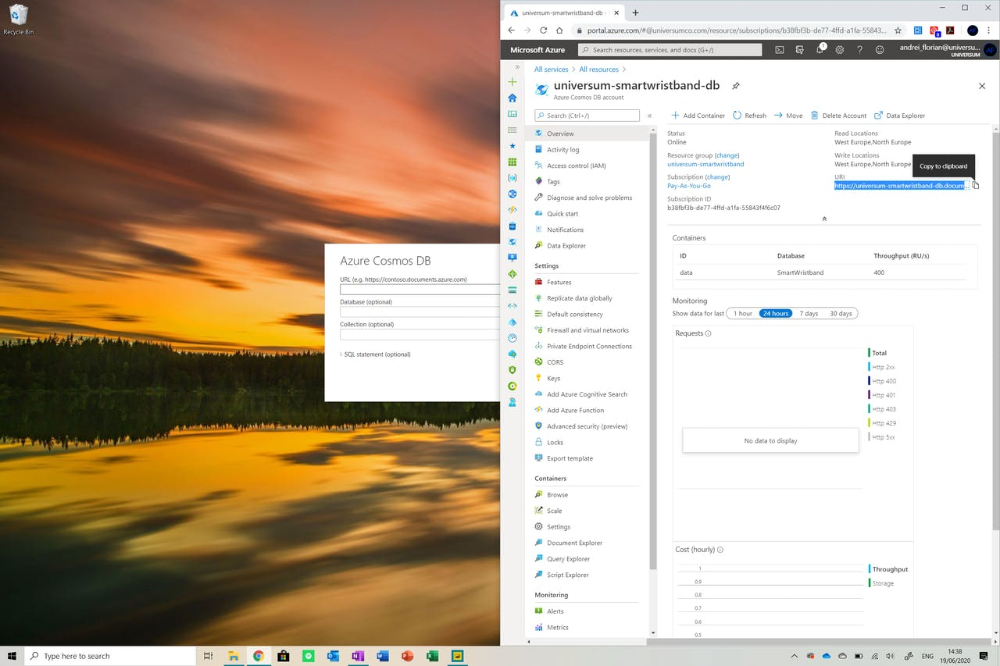 Recycle Bin
Azure Cosmos DB
URL (e.g. https://contoso.documents.azure.com)
Database (optional)
Collection (optional)
SQL statement (optional)
universum-smartwristband-db -
portal.azure.com/#@universumco.com/resource/subscriptions/b38fbf3b-de77-4ffd-a1fa-55843...
Microsoft Azure
Search resources, services, and docs (G+/)
1
andrei_florian@universu...
UNIVERSUM
AF
All services > All resources >
universum-smartwristband-db
Azure Cosmos DB account
Search (Ctrl+/)
Add Container
Refresh
Move
Delete Account
Data Explorer
Overview
Activity log
Access control (IAM)
Tags
Diagnose and solve problems
Quick start
Notifications
Data Explorer
Settings
Features
Replicate data globally
Default consistency
Firewall and virtual networks
Private Endpoint Connections
CORS
Keys
Add Azure Cognitive Search
Add Azure Function
Advanced security (preview)
Locks
Export template
Containers
Browse
Scale
Settings
Document Explorer
Query Explorer
Script Explorer
Monitoring
Alerts
Metrics
Status
Online
Resource group (change)
universum-smartwristband
Subscription (change)
Pay-As-You-Go
Subscription ID
b38fbf3b-de77-4ffd-a1fa-55843f4f6c07
Read Locations
West Europe,North Europe
Write Locations
West Europe,North Europe
Copy to clipboard
URI
https://universum-smartwristband-db.docum...
Containers
ID Database Throughput (RU/s)
data SmartWristband 400
Monitoring
Show data for last 1 hour 24 hours 7 days 30 days
Requests
Total
Http 2xx
Http 400
Http 401
Http 403
Http 429
Http 5xx
No data to display
Cost (hourly)
1
0.9
0.8
0.7
0.6
0.5
Throughput
Storage
Type here to search
ENG
14:38
19/06/2020